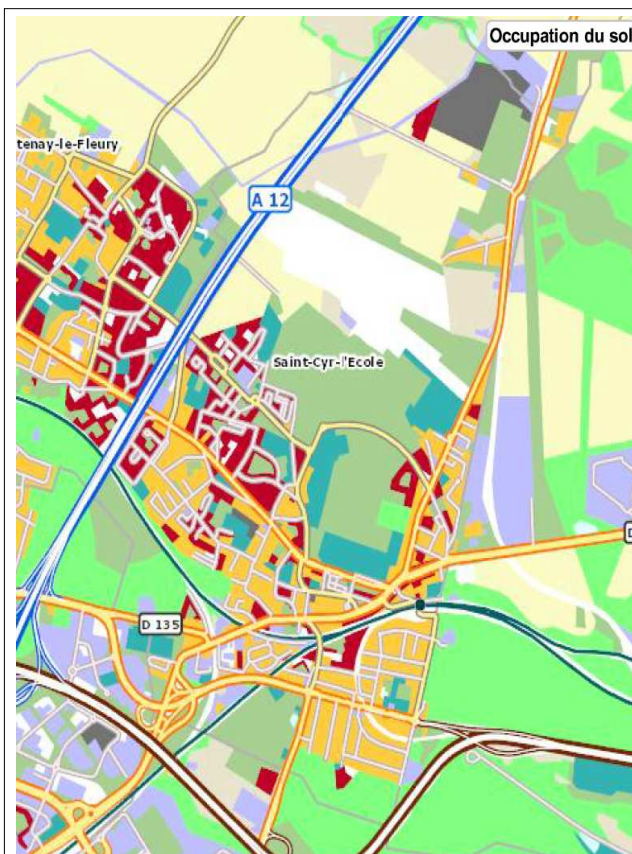 Occupation du sol
tenay-le-Fleury
A 12
Saint-Cyr-l'Ecole
D
D 135